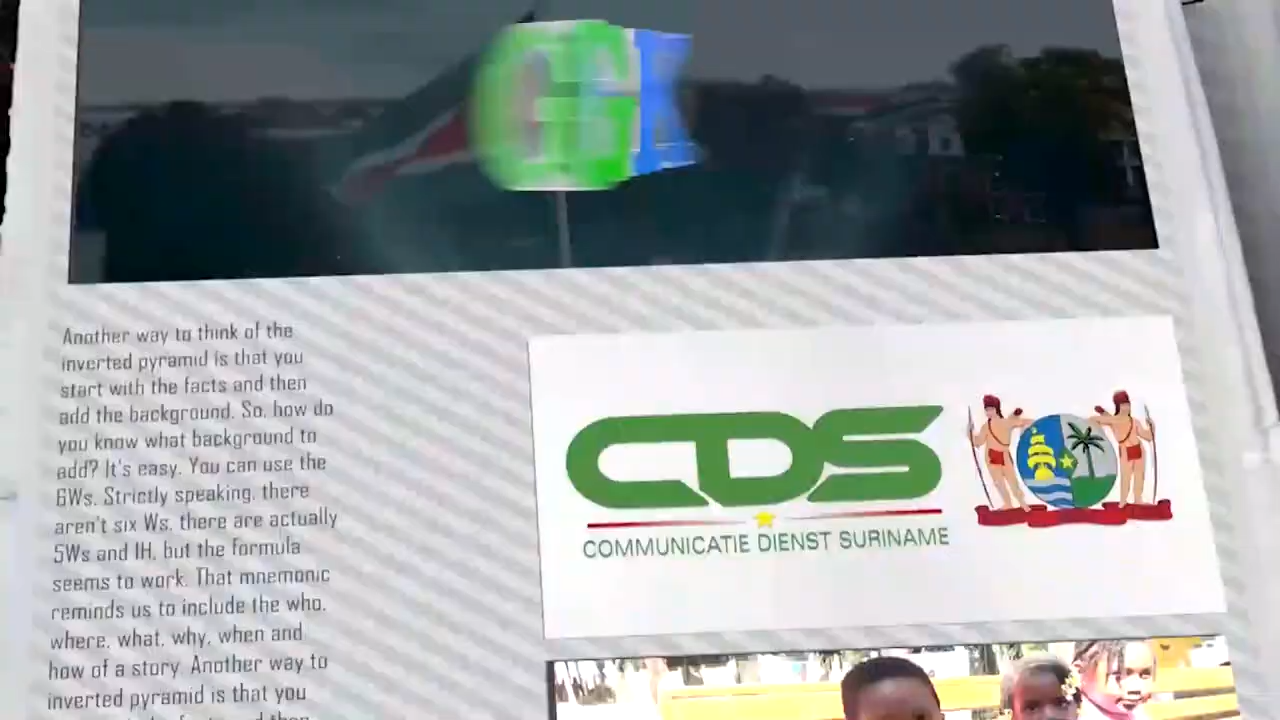 Another way to think of the
inverted pyramid is that you
start with the facts and then
add the background. So, how do
you know what background to
add? It's easy. You can use the
6Ws. Strictly speaking, there
aren't six Ws, there are actually
5Ws and IH, but the formula
seems to work. That mnemonic
reminds us to include the who,
where, what, why, when and
how of a story. Another way to
inverted pyramid is that you
CDS
COMMUNICATIE DIENST SURINAME